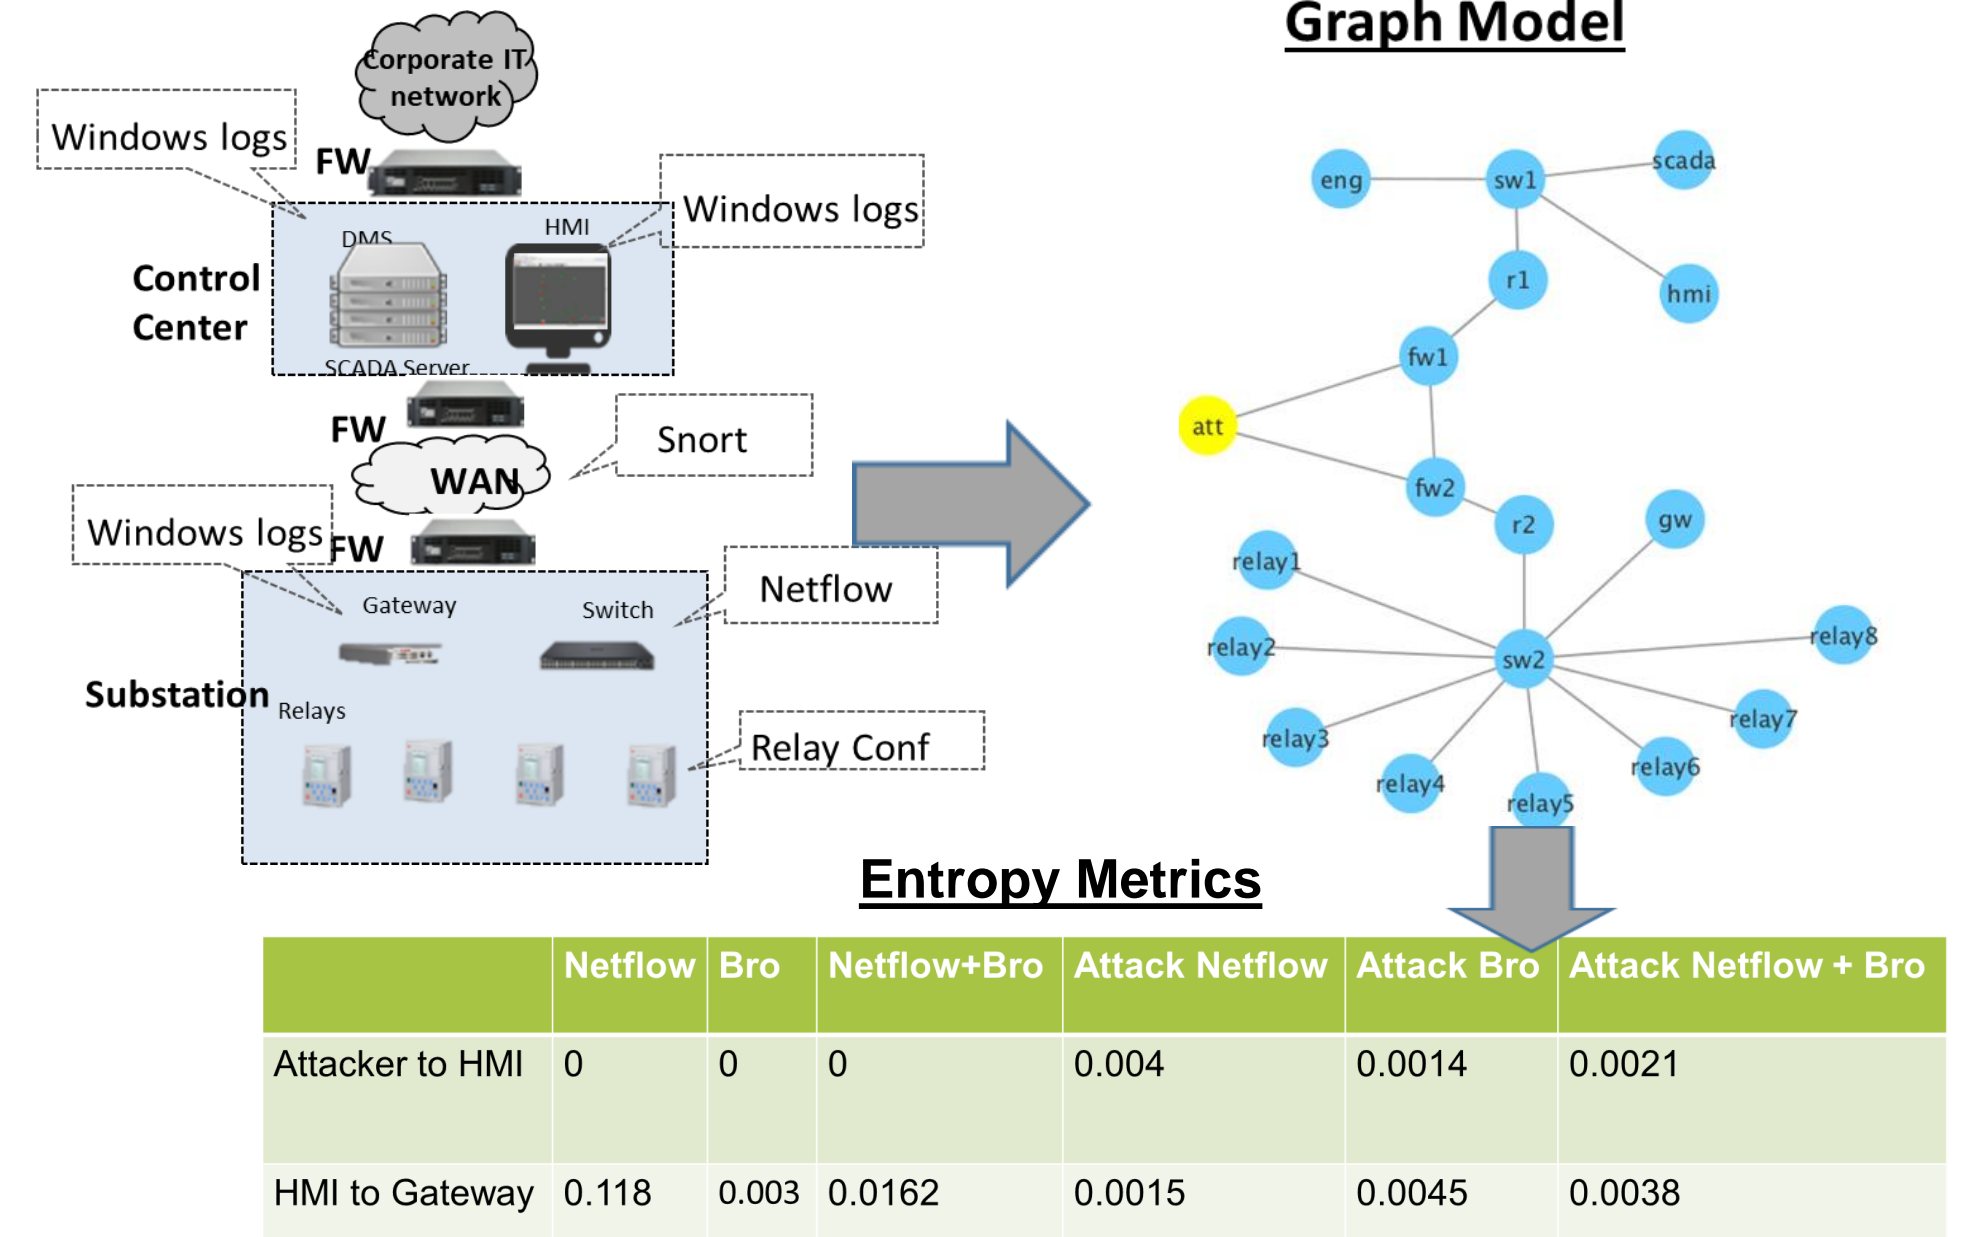 Graph Model
Corporate IT
network
Windows logs
FW
Windows logs
DMS
HMI
Control
Center
SCADA Server
FW
Snort
WAN
Windows logs
FW
Netflow
Gateway
Switch
Substation
Relays
Relay Conf
eng
sw1
scada
r1
hmi
fw1
att
fw2
r2
gw
relay1
relay2
sw2
relay8
relay3
relay7
relay4
relay6
relay5
Entropy Metrics
Netflow Bro Netflow+Bro Attack Netflow Attack Bro Attack Netflow + Bro
Attacker to HMI 0 0 0 0.004 0.0014 0.0021
HMI to Gateway 0.118 0.003 0.0162 0.0015 0.0045 0.0038